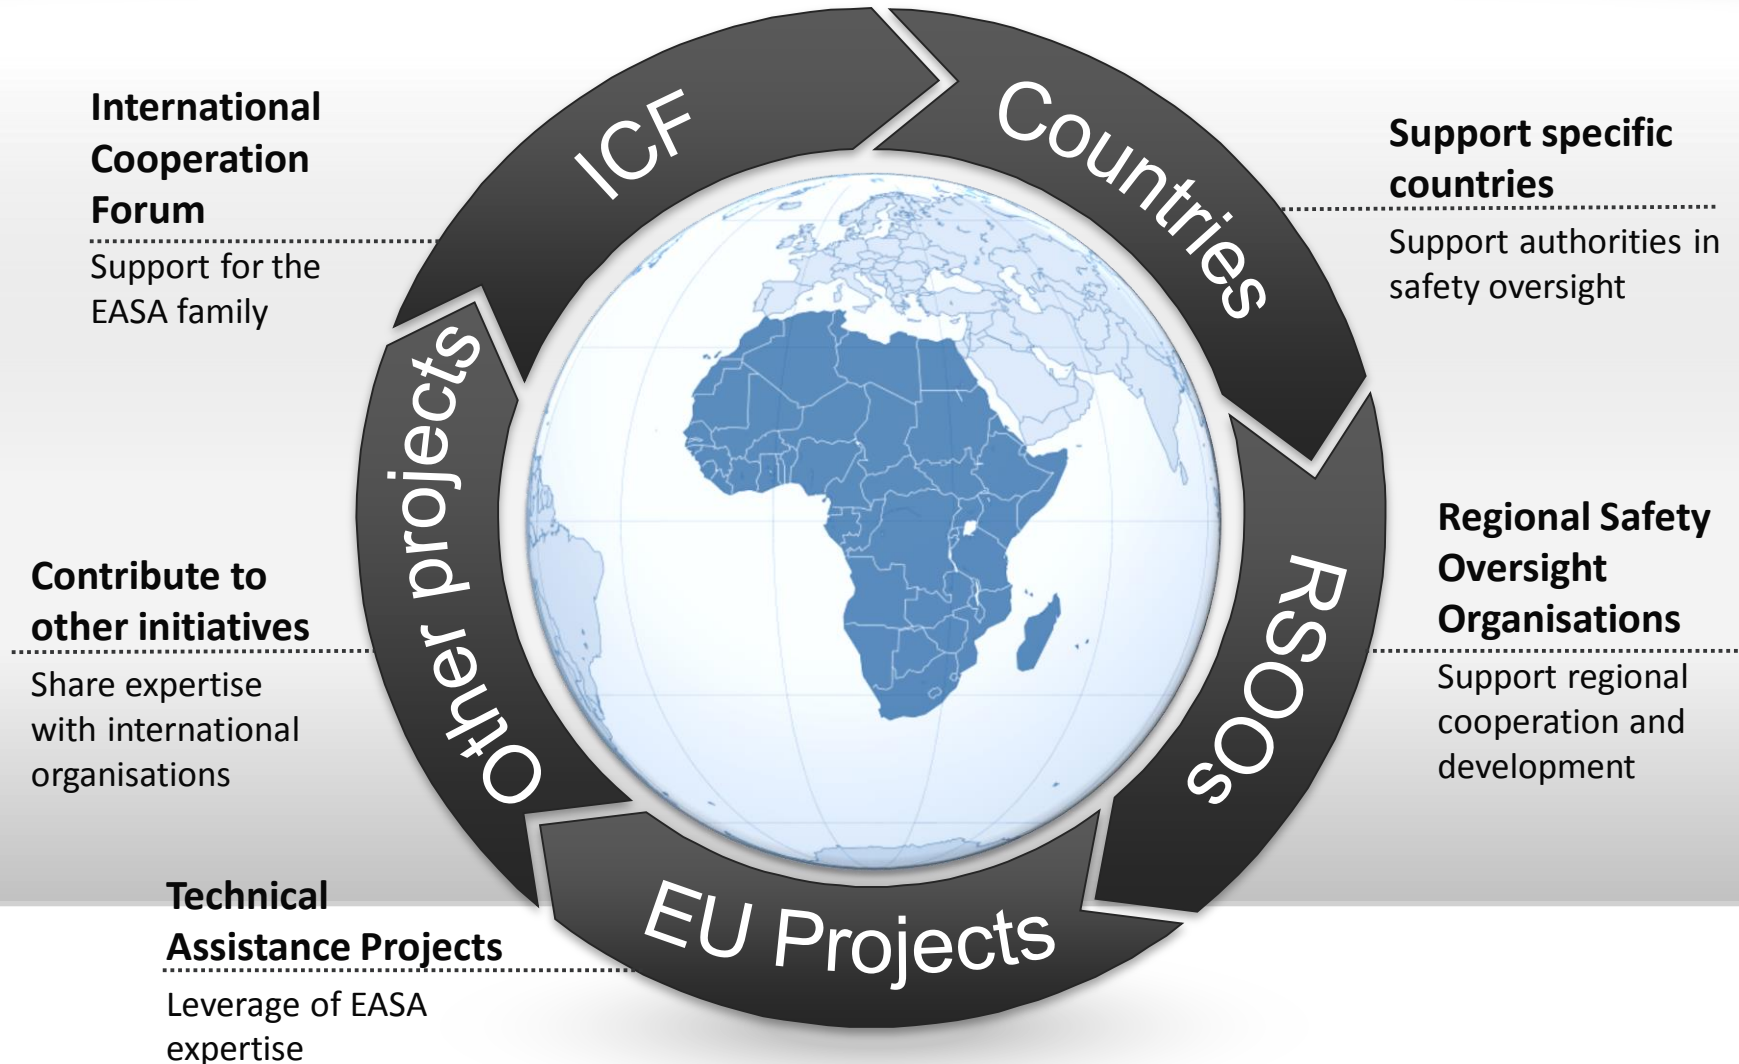 International
Cooperation
Forum
Support for the
EASA family
ICF
Countries
Support specific
countries
Support authorities in
safety oversight
RSOOs
Regional Safety
Oversight
Organisations
Support regional
cooperation and
development
EU Projects
Technical
Assistance Projects
Leverage of EASA
expertise
Other projects
Contribute to
other initiatives
Share expertise
with international
organisations